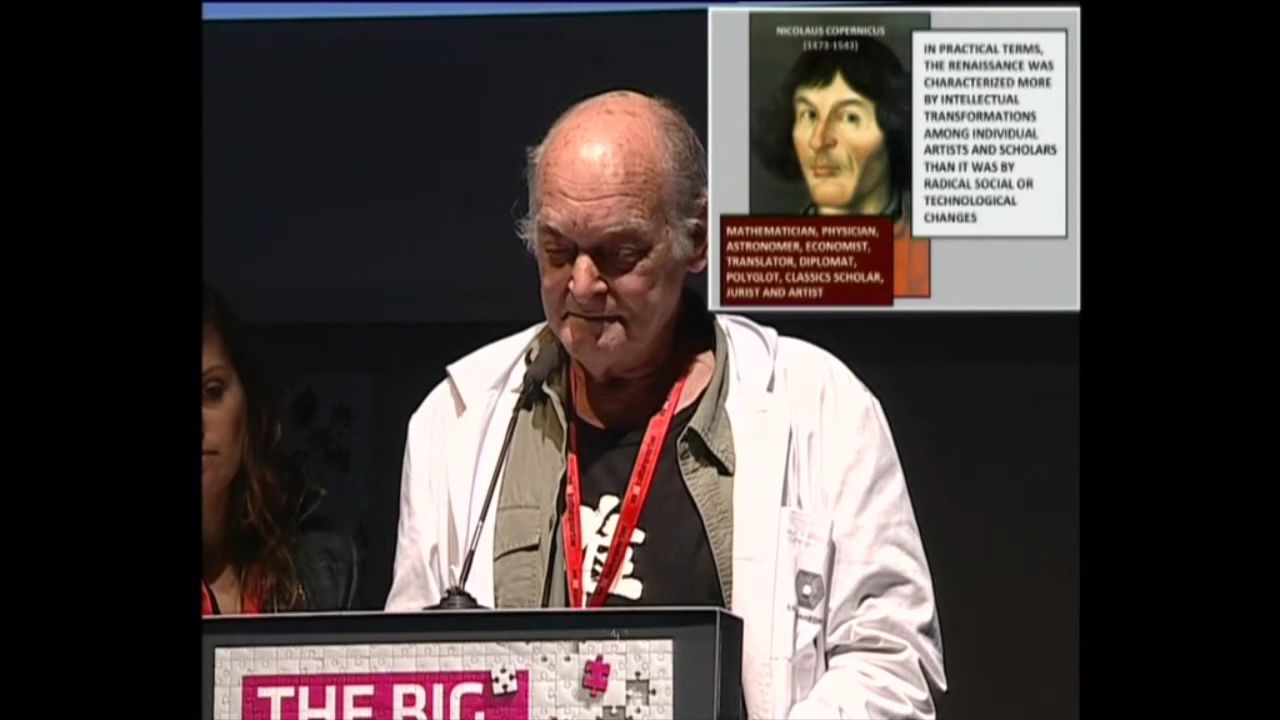 NICOLAUS COPERNICUS
(1473-1543)
IN PRACTICAL TERMS,
THE RENAISSANCE WAS
CHARACTERIZED MORE
BY INTELLECTUAL
TRANSFORMATIONS
AMONG INDIVIDUAL
ARTISTS AND SCHOLARS
THAN IT WAS BY
RADICAL SOCIAL OR
TECHNOLOGICAL
CHANGES
MATHEMATICIAN, PHYSICIAN,
ASTRONOMER, ECONOMIST,
TRANSLATOR, DIPLOMAT,
POLYGLOT, CLASSICS SCHOLAR,
JURIST AND ARTIST
THE BIG